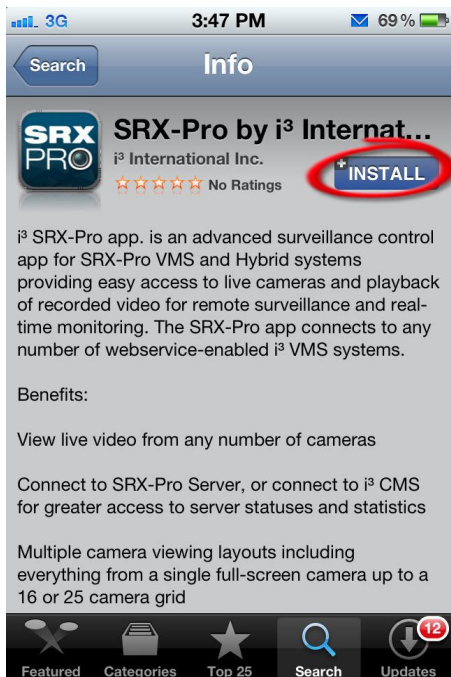 3G 3:47 PM 69%
Search Info
SRX PRO
SRX-Pro by i³ Internat...
i³ International Inc.
No Ratings
INSTALL
i³ SRX-Pro app. is an advanced surveillance control
app for SRX-Pro VMS and Hybrid systems
providing easy access to live cameras and playback
of recorded video for remote surveillance and real-
time monitoring. The SRX-Pro app connects to any
number of webservice-enabled i³ VMS systems.
Benefits:
View live video from any number of cameras
Connect to SRX-Pro Server, or connect to i³ CMS
for greater access to server statuses and statistics
Multiple camera viewing layouts including
everything from a single full-screen camera up to a
16 or 25 camera grid
12
Featured Categories Top 25 Search Updates